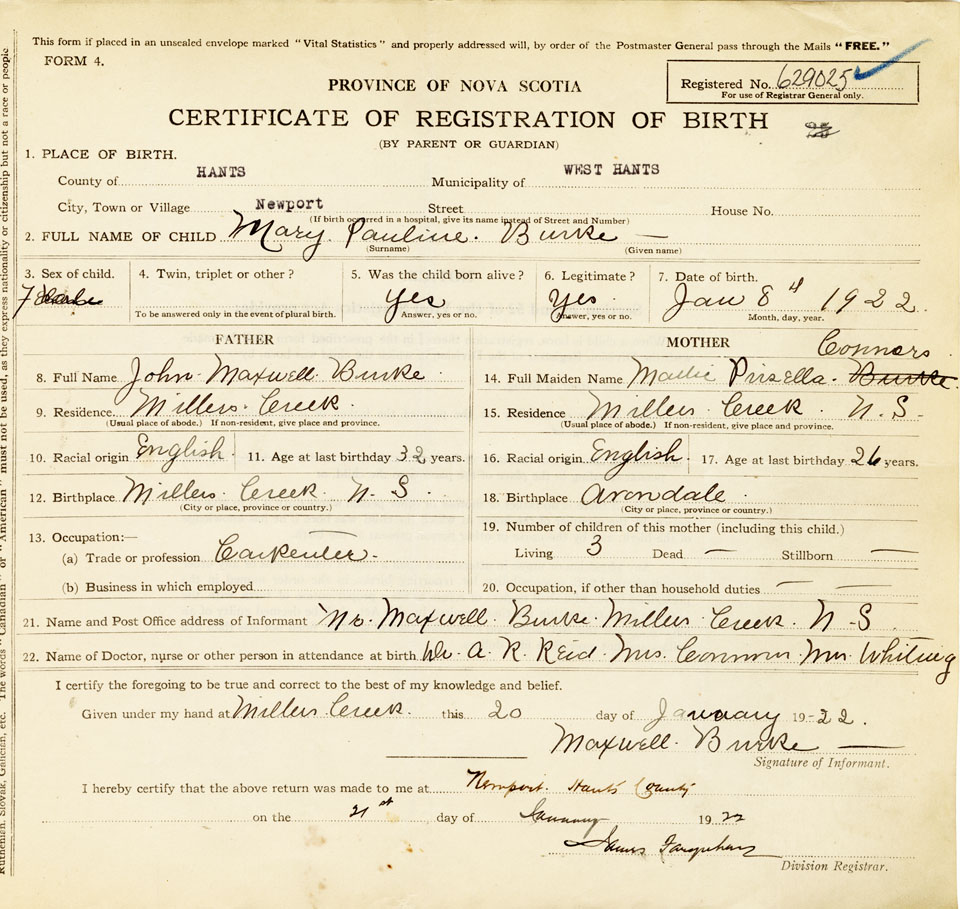 This form if placed in an unsealed envelope marked "Vital Statistics" and properly addressed will, by order of the Postmaster General pass through the Mails "FREE."
FORM 4.
Registered No. 629025
For use of Registrar General only.
PROVINCE OF NOVA SCOTIA
CERTIFICATE OF REGISTRATION OF BIRTH
(BY PARENT OR GUARDIAN)
1. PLACE OF BIRTH.
County of HANTS Municipality of WEST HANTS
City, Town or Village Newport Street House No.
(If birth occurred in a hospital, give its name instead of Street and Number)
2. FULL NAME OF CHILD Mary Pauline. Burke —
(Surname) (Given name)
3. Sex of child. 4. Twin, triplet or other? 5. Was the child born alive? 6. Legitimate? 7. Date of birth.
F yes yes Jan 8th 1922.
To be answered only in the event of plural birth. Answer, yes or no. Answer, yes or no. Month, day, year.
FATHER
8. Full Name John Maxwell Burke
9. Residence. Millers Creek.
(Usual place of abode.) If non-resident, give place and province.
10. Racial origin English 11. Age at last birthday 32 years.
12. Birthplace Millers Creek N S
(City or place, province or country.)
13. Occupation:—
(a) Trade or profession Carpenter
(b) Business in which employed
MOTHER
Connors
14. Full Maiden Name Prisella Burke
15. Residence Millers Creek N. S
(Usual place of abode.) If non-resident, give place and province.
16. Racial origin English 17. Age at last birthday 26 years.
18. Birthplace Avondale
(City or place, province or country.)
19. Number of children of this mother (including this child.)
Living 3 Dead — Stillborn —
20. Occupation, if other than household duties — —
21. Name and Post Office address of Informant Maxwell Burke Millers Creek N S
22. Name of Doctor, nurse or other person in attendance at birth. Dr. A. R. Reid Mrs Connors Mrs Whiting
I certify the foregoing to be true and correct to the best of my knowledge and belief.
Given under my hand at Millers Creek this 20 day of January 19-22.
Maxwell Burke —
Signature of Informant.
I hereby certify that the above return was made to me at Newport Hants County
on the 21st day of January 1922
James Farquhar
Division Registrar.
Ruthenian, Slovak, Galician, etc. The words "Canadian" or "American" must not be used, as they express nationality or citizenship but not a race or people